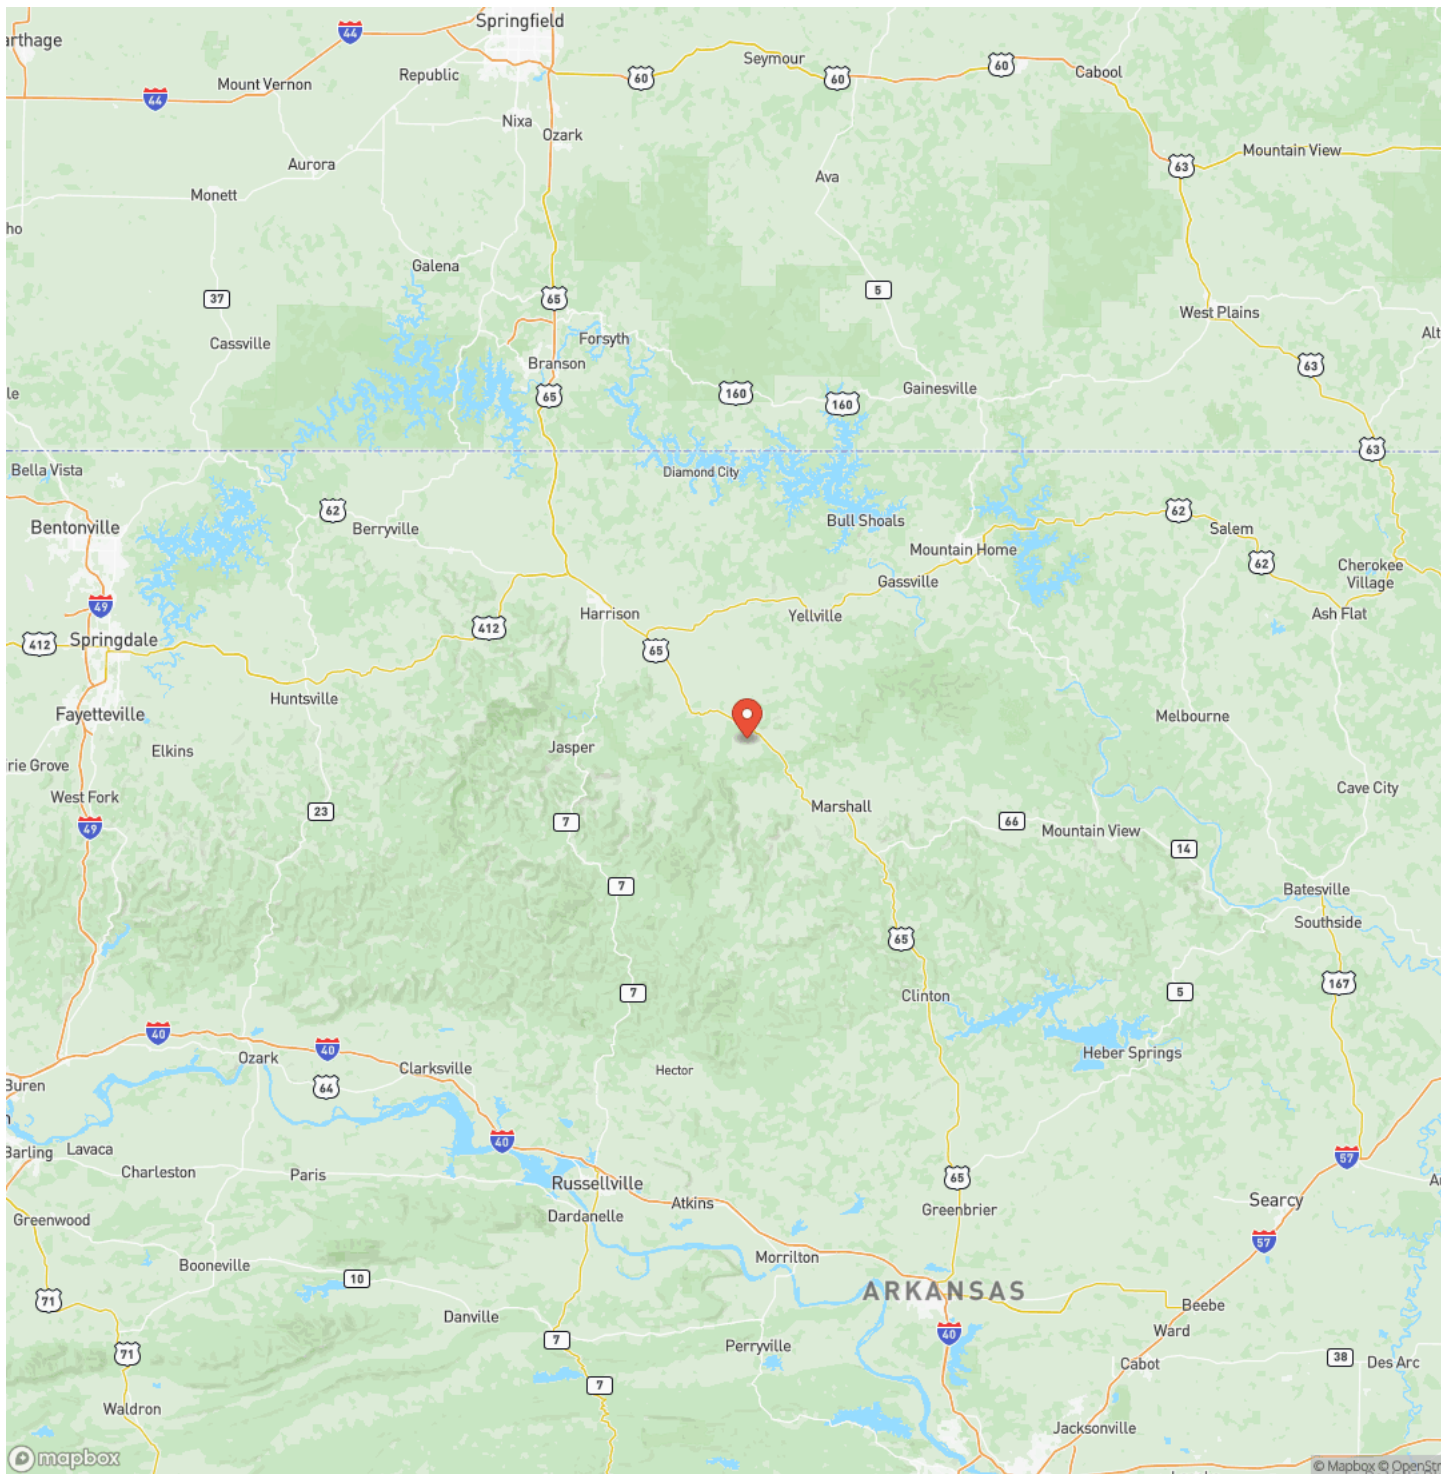 Springfield
44
arthage
Seymour
60
60
60
Cabool
Republic
Mount Vernon
44
Nixa
Ozark
Mountain View
63
Aurora
Ava
Monett
ho
Galena
5
37
65
West Plains
Forsyth
Alt
Cassville
Branson
63
le
65
160
160
Gainesville
63
Bella Vista
Diamond City
62
62
Bentonville
Berryville
Bull Shoals
Salem
Mountain Home
62
Cherokee
Village
Gassville
49
Harrison
Yellville
Ash Flat
412
412
Springdale
65
Huntsville
Fayetteville
Melbourne
Elkins
Jasper
rie Grove
West Fork
Cave City
Marshall
23
7
66
49
Mountain View
14
7
Batesville
Southside
65
7
Clinton
5
167
40
40
Ozark
Heber Springs
Clarksville
Hector
Buren
64
n
40
Barling
Lavaca
57
Charleston
Paris
65
Ar
Russellville
Searcy
Atkins
Greenwood
Dardanelle
Greenbrier
57
Morrilton
Booneville
10
ARKANSAS
71
Beebe
Danville
40
Ward
7
Perryville
71
38
Cabot
Des Arc
7
Waldron
Jacksonville
mapbox
© Mapbox © OpenStr